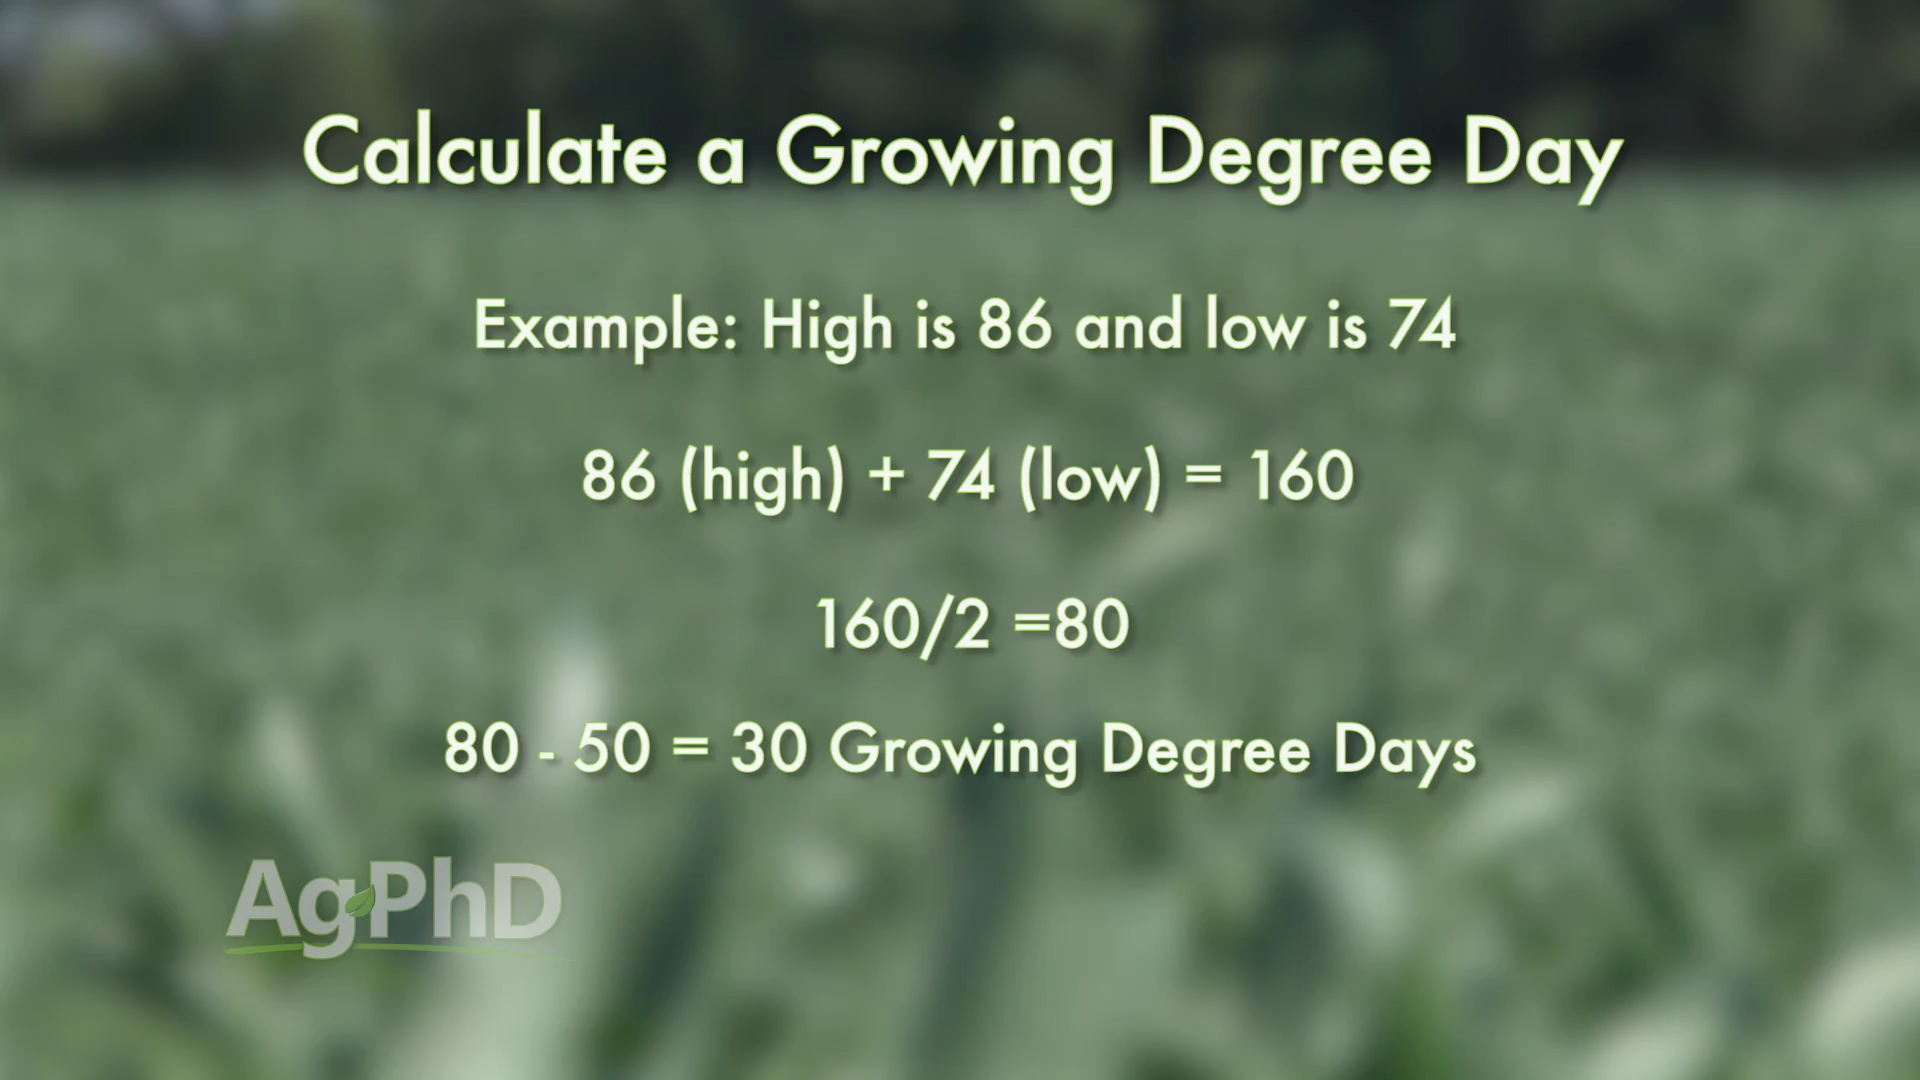 Calculate a Growing Degree Day
Example: High is 86 and low is 74
86 (high) + 74 (low) = 160
160/2 =80
80 - 50 = 30 Growing Degree Days
AgPhD